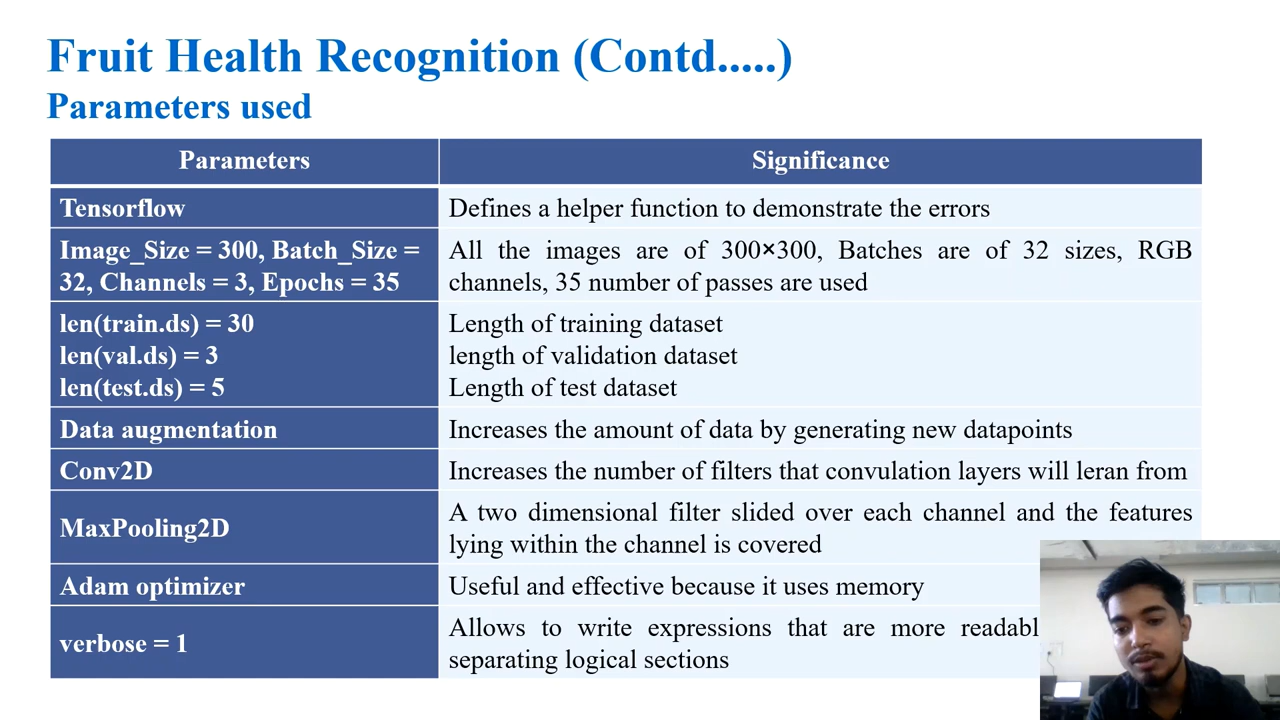 Fruit Health Recognition (Contd.....)
Parameters used
Parameters
Significance
Tensorflow
Defines a helper function to demonstrate the errors
Image_Size = 300, Batch_Size =
32, Channels = 3, Epochs = 35
All the images are of 300×300, Batches are of 32 sizes, RGB
channels, 35 number of passes are used
len(train.ds) = 30
len(val.ds) = 3
len(test.ds) = 5
Length of training dataset
length of validation dataset
Length of test dataset
Data augmentation
Increases the amount of data by generating new datapoints
Conv2D
Increases the number of filters that convulation layers will leran from
MaxPooling2D
A two dimensional filter slided over each channel and the features
lying within the channel is covered
Adam optimizer
Useful and effective because it uses memory
verbose = 1
Allows to write expressions that are more
separating logical sections